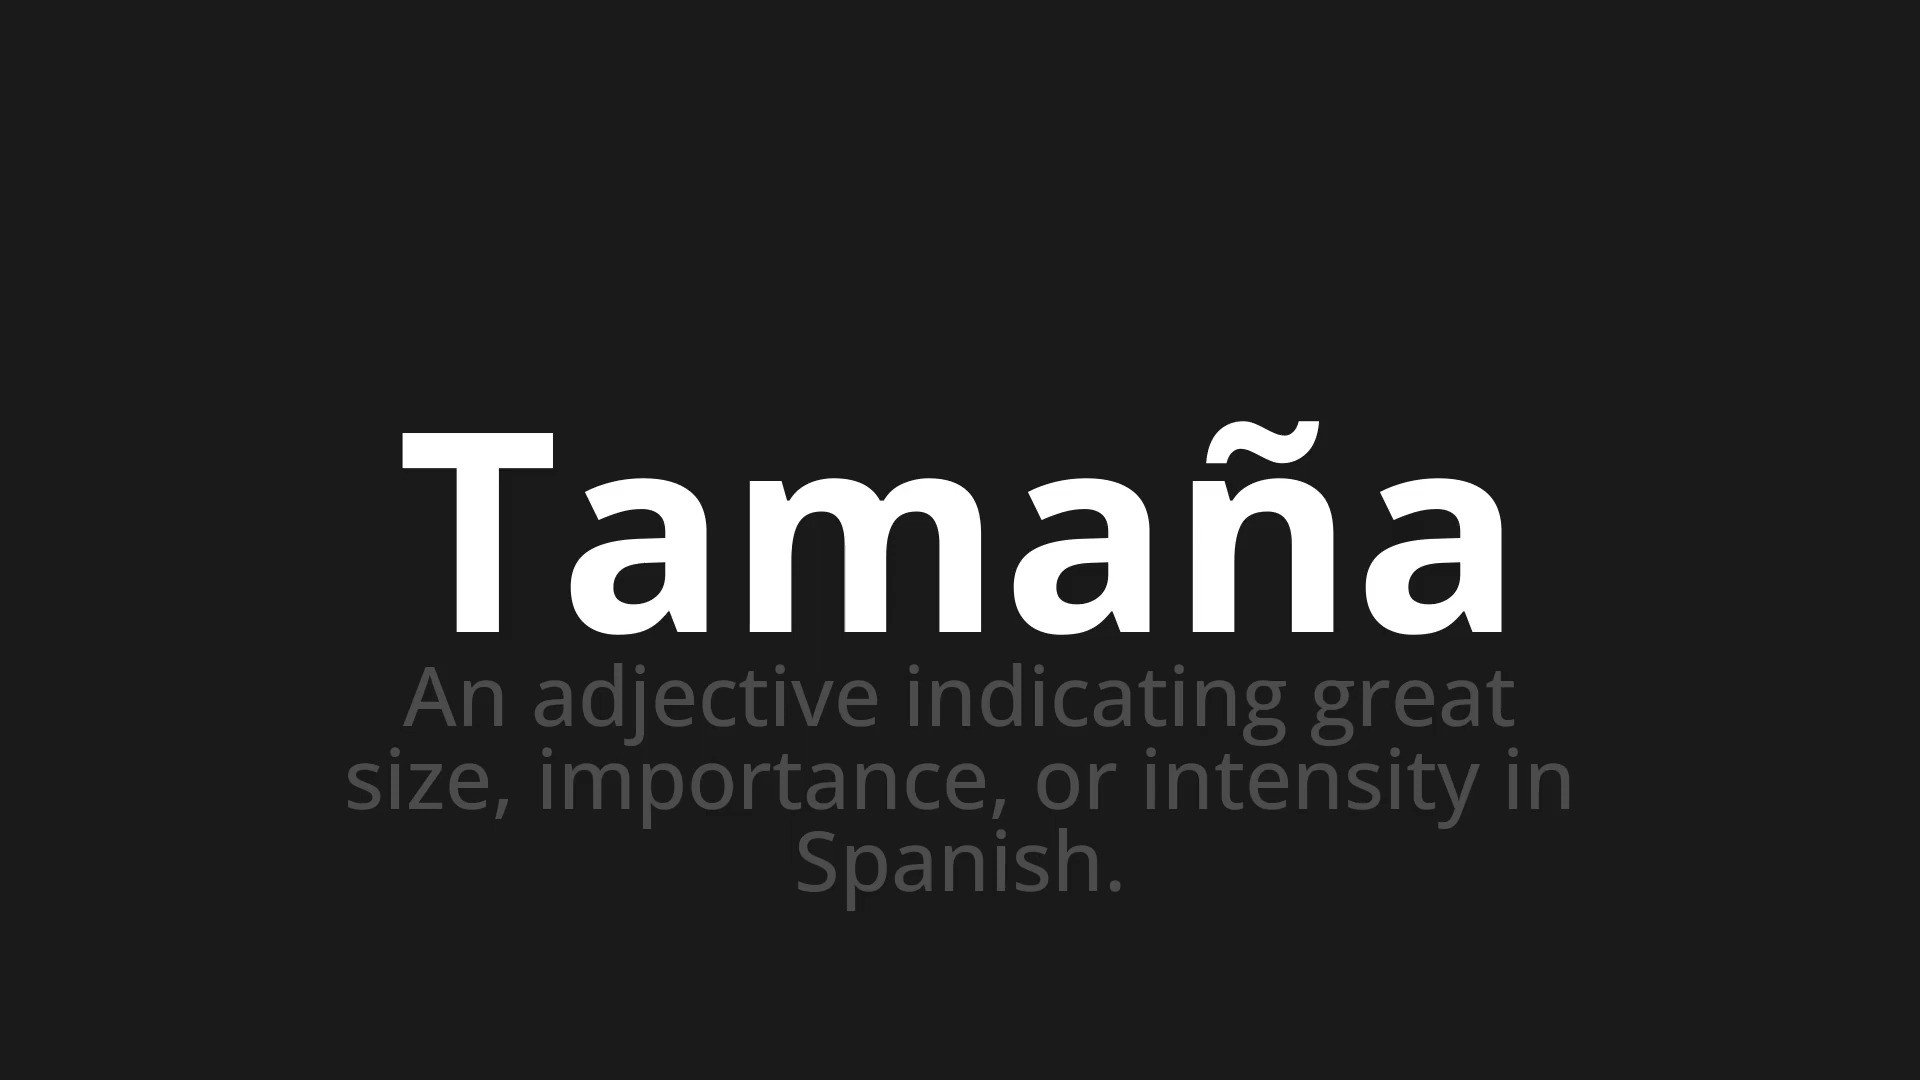 Tamaña
An adjective indicating great
size, importance, or intensity in
Spanish.